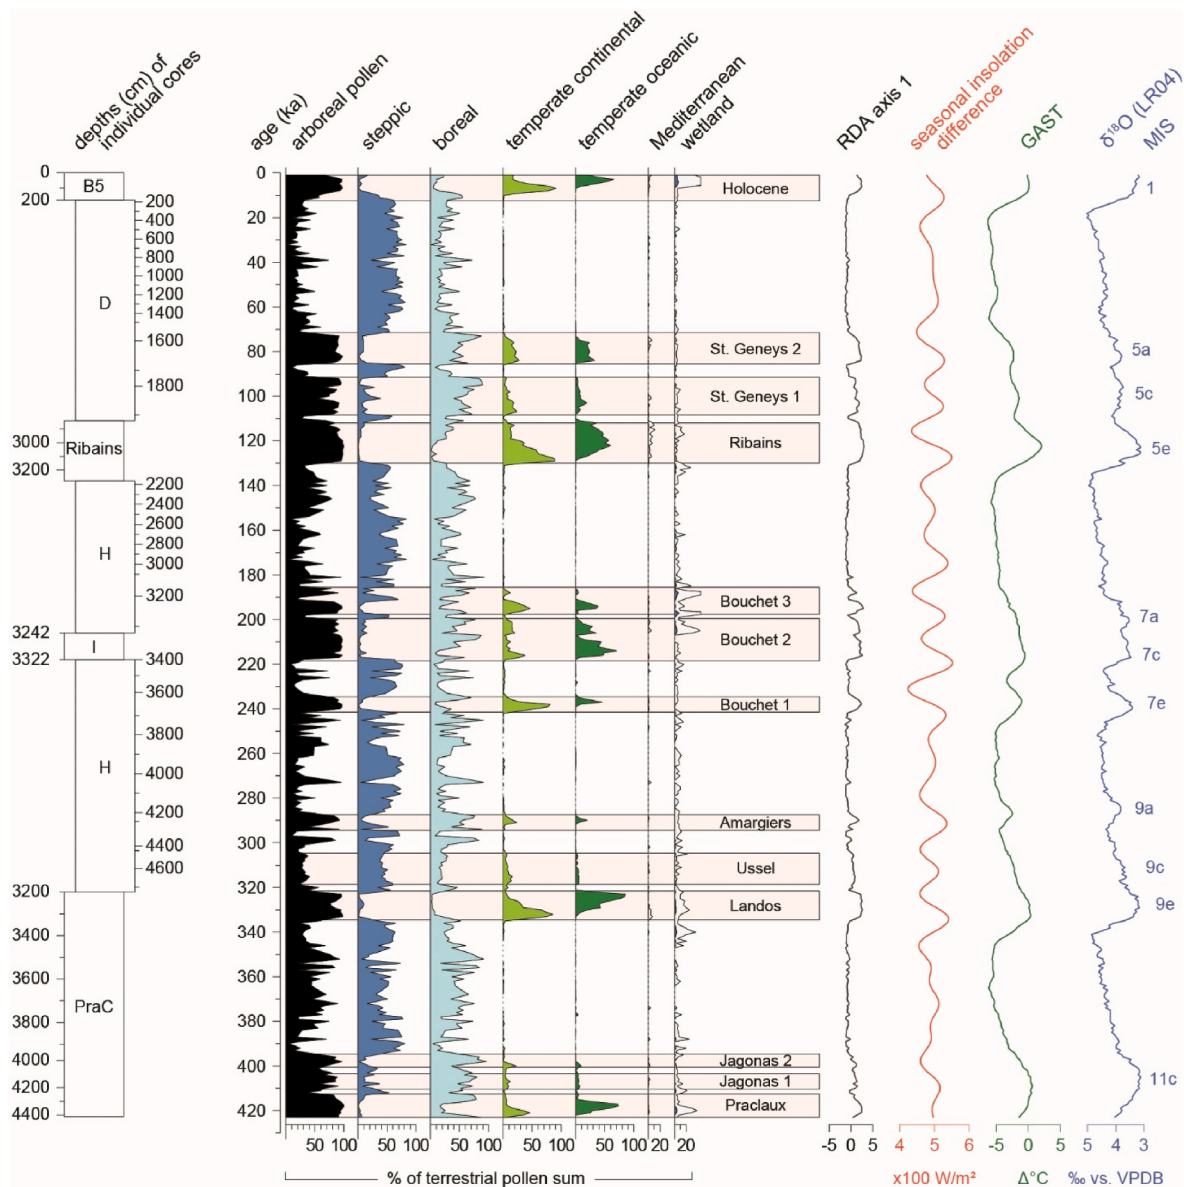 depths (cm) of
individual cores
age (ka)
arboreal pollen
steppic
boreal
temperate continental
temperate oceanic
Mediterranean
wetland
RDA axis 1
seasonal insolation
difference
GAST
δ¹⁸O (LR04)
MIS
0
200
3000
3200
3242
3322
3200
3400
3600
3800
4000
4200
4400
B5
D
Ribains
H
I
H
PraC
200
400
600
800
1000
1200
1400
1600
1800
2200
2400
2600
2800
3000
3200
3400
3600
3800
4000
4200
4400
4600
0
20
40
60
80
100
120
140
160
180
200
220
240
260
280
300
320
340
360
380
400
420
Holocene
St. Geneys 2
St. Geneys 1
Ribains
Bouchet 3
Bouchet 2
Bouchet 1
Amargiers
Ussel
Landos
Jagonas 2
Jagonas 1
Praclaux
1
5a
5c
5e
7a
7c
7e
9a
9c
9e
11c
50 100 50 100 50 100 50 100 50 100 20 20
-5 0 5
4 5 6
-5 0
5 4 3
% of terrestrial pollen sum
x100 W/m²
Δ°C
‰ vs. VPDB